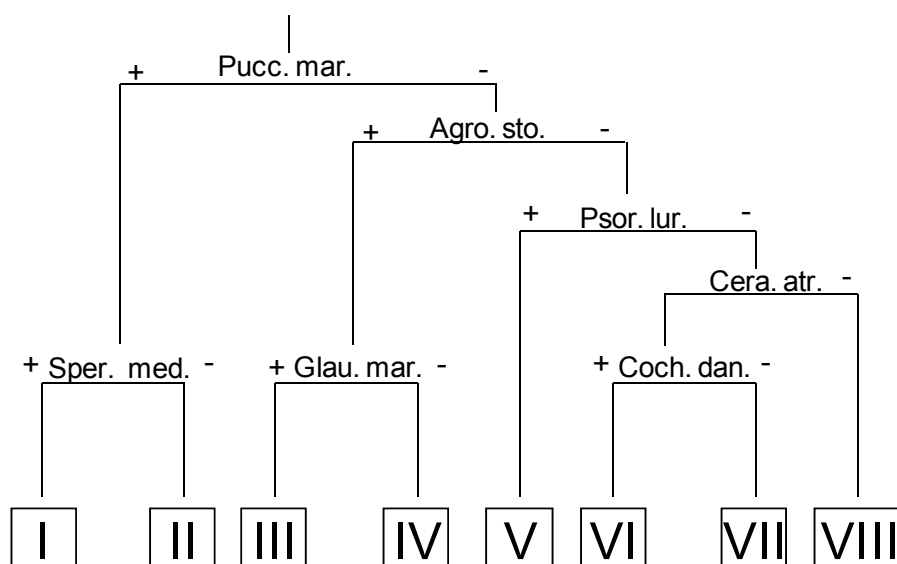 + Pucc. mar. -
+ Agro. sto. -
+ Psor. lur. -
Cera. atr. -
+ Sper. med. - + Glau. mar. - + Coch. dan. -
I II III IV V VI VII VIII